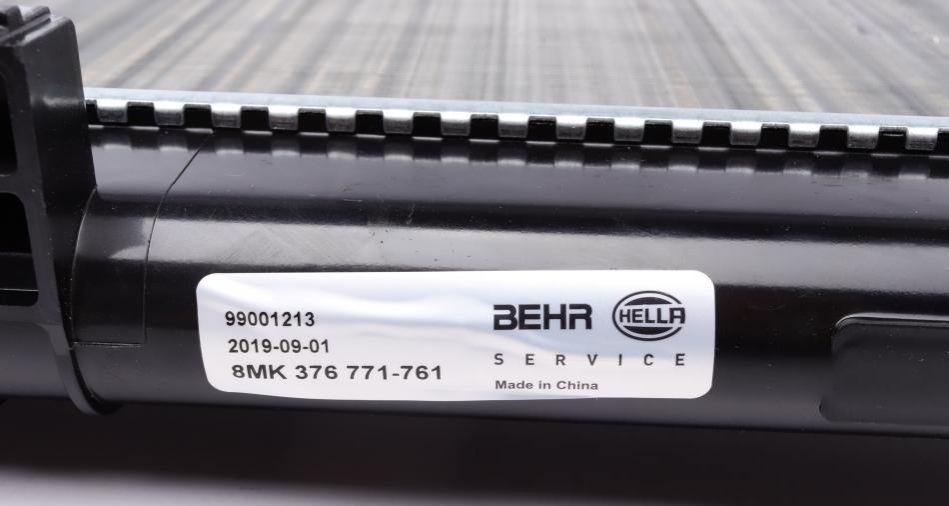 99001213
2019-09-01
8MK 376 771-761
BEHR HELLA
SERVICE
Made in China